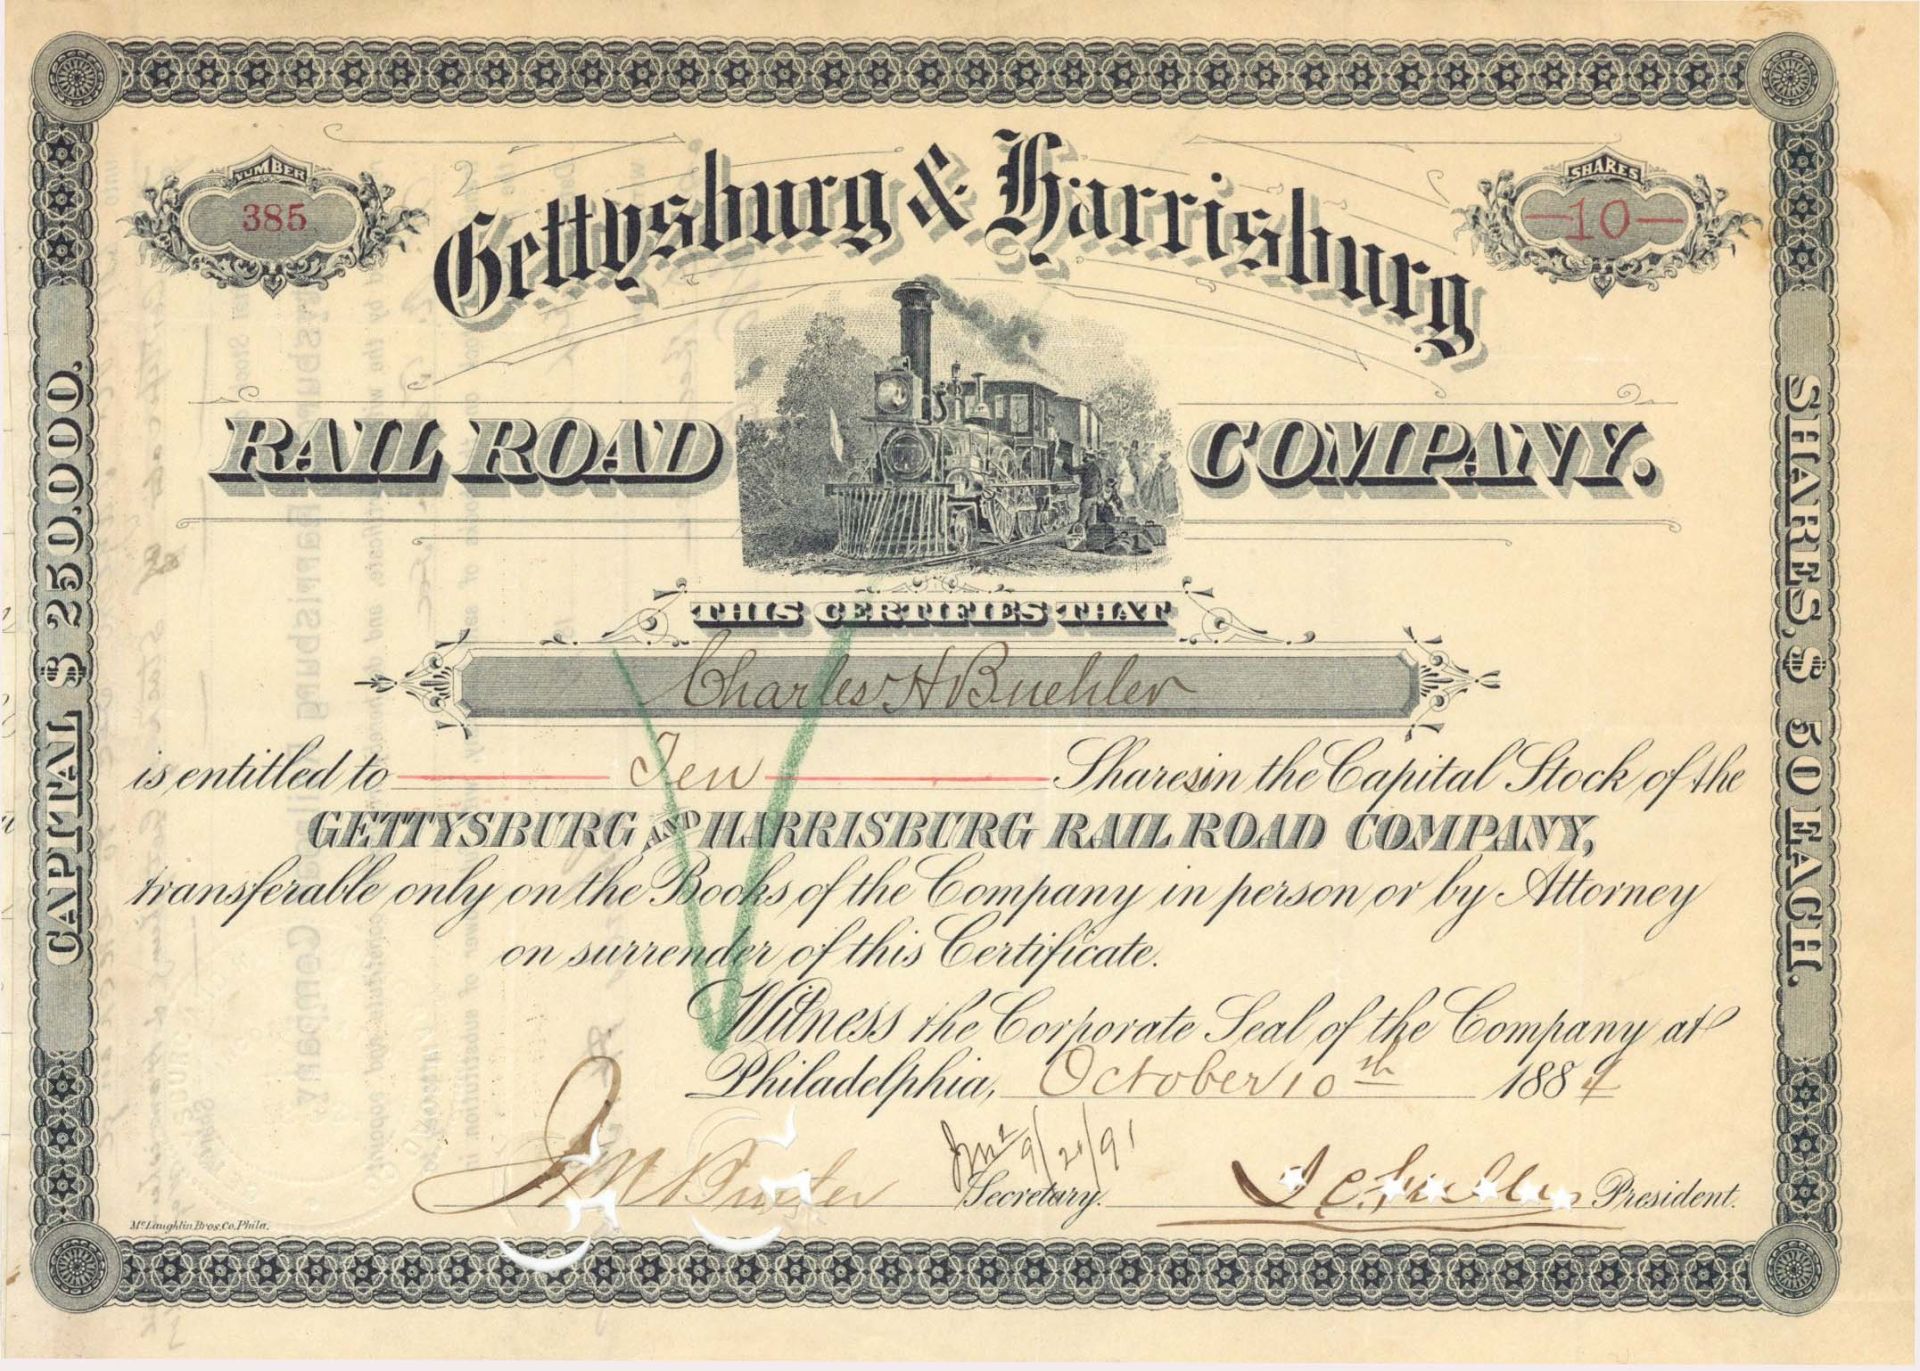 NUMBER
385
SHARES
—10—
Gettysburg & Harrisburg
RAIL ROAD COMPANY.
THIS CERTIFIES THAT
Charles H Buehler
is entitled to Ten Shares in the Capital Stock of the
GETTYSBURG AND HARRISBURG RAIL ROAD COMPANY,
transferable only on the Books of the Company in person or by Attorney
on surrender of this Certificate.
Witness the Corporate Seal of the Company at
Philadelphia, October 10th 1884
9/21/91
Secretary.
President.
McLaughlin Bros. Co. Phila.
CAPITAL $ 250,000.
SHARES, $ 50 EACH.